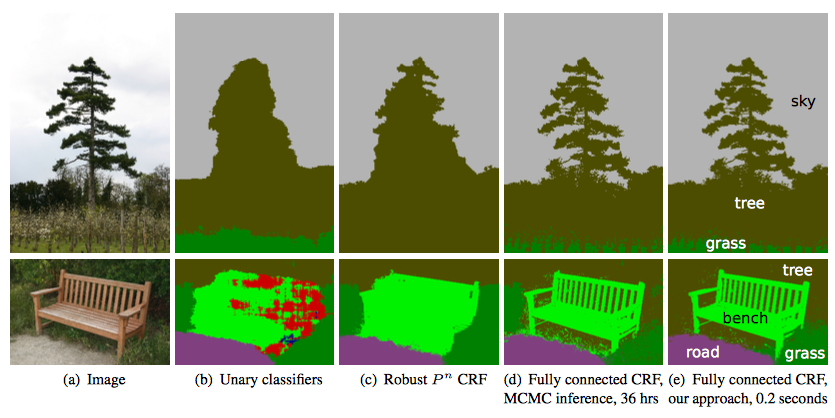 sky
tree
grass
tree
bench
road
grass
(a) Image
(b) Unary classifiers
(c) Robust Pⁿ CRF
(d) Fully connected CRF,
MCMC inference, 36 hrs
(e) Fully connected CRF,
our approach, 0.2 seconds